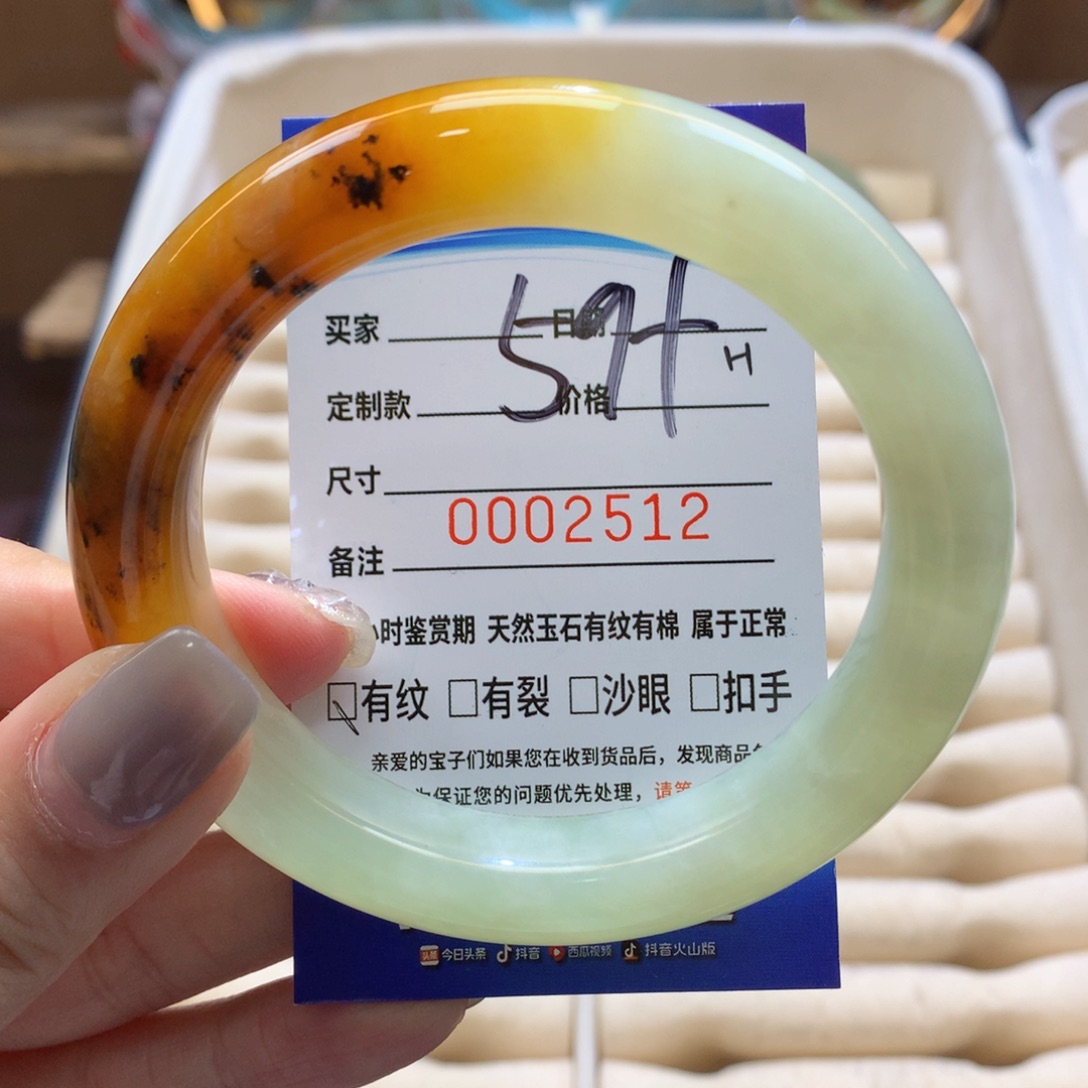 买家 日期
59+
H
定制款 价格
尺寸
0002512
备注
小时鉴赏期 天然玉石有纹有棉 属于正常
有纹 有裂 沙眼 扣手
亲爱的宝子们如果您在收到货品后，发现商品
为保证您的问题优先处理，请
头条 今日头条 抖音 西瓜视频 抖音火山版